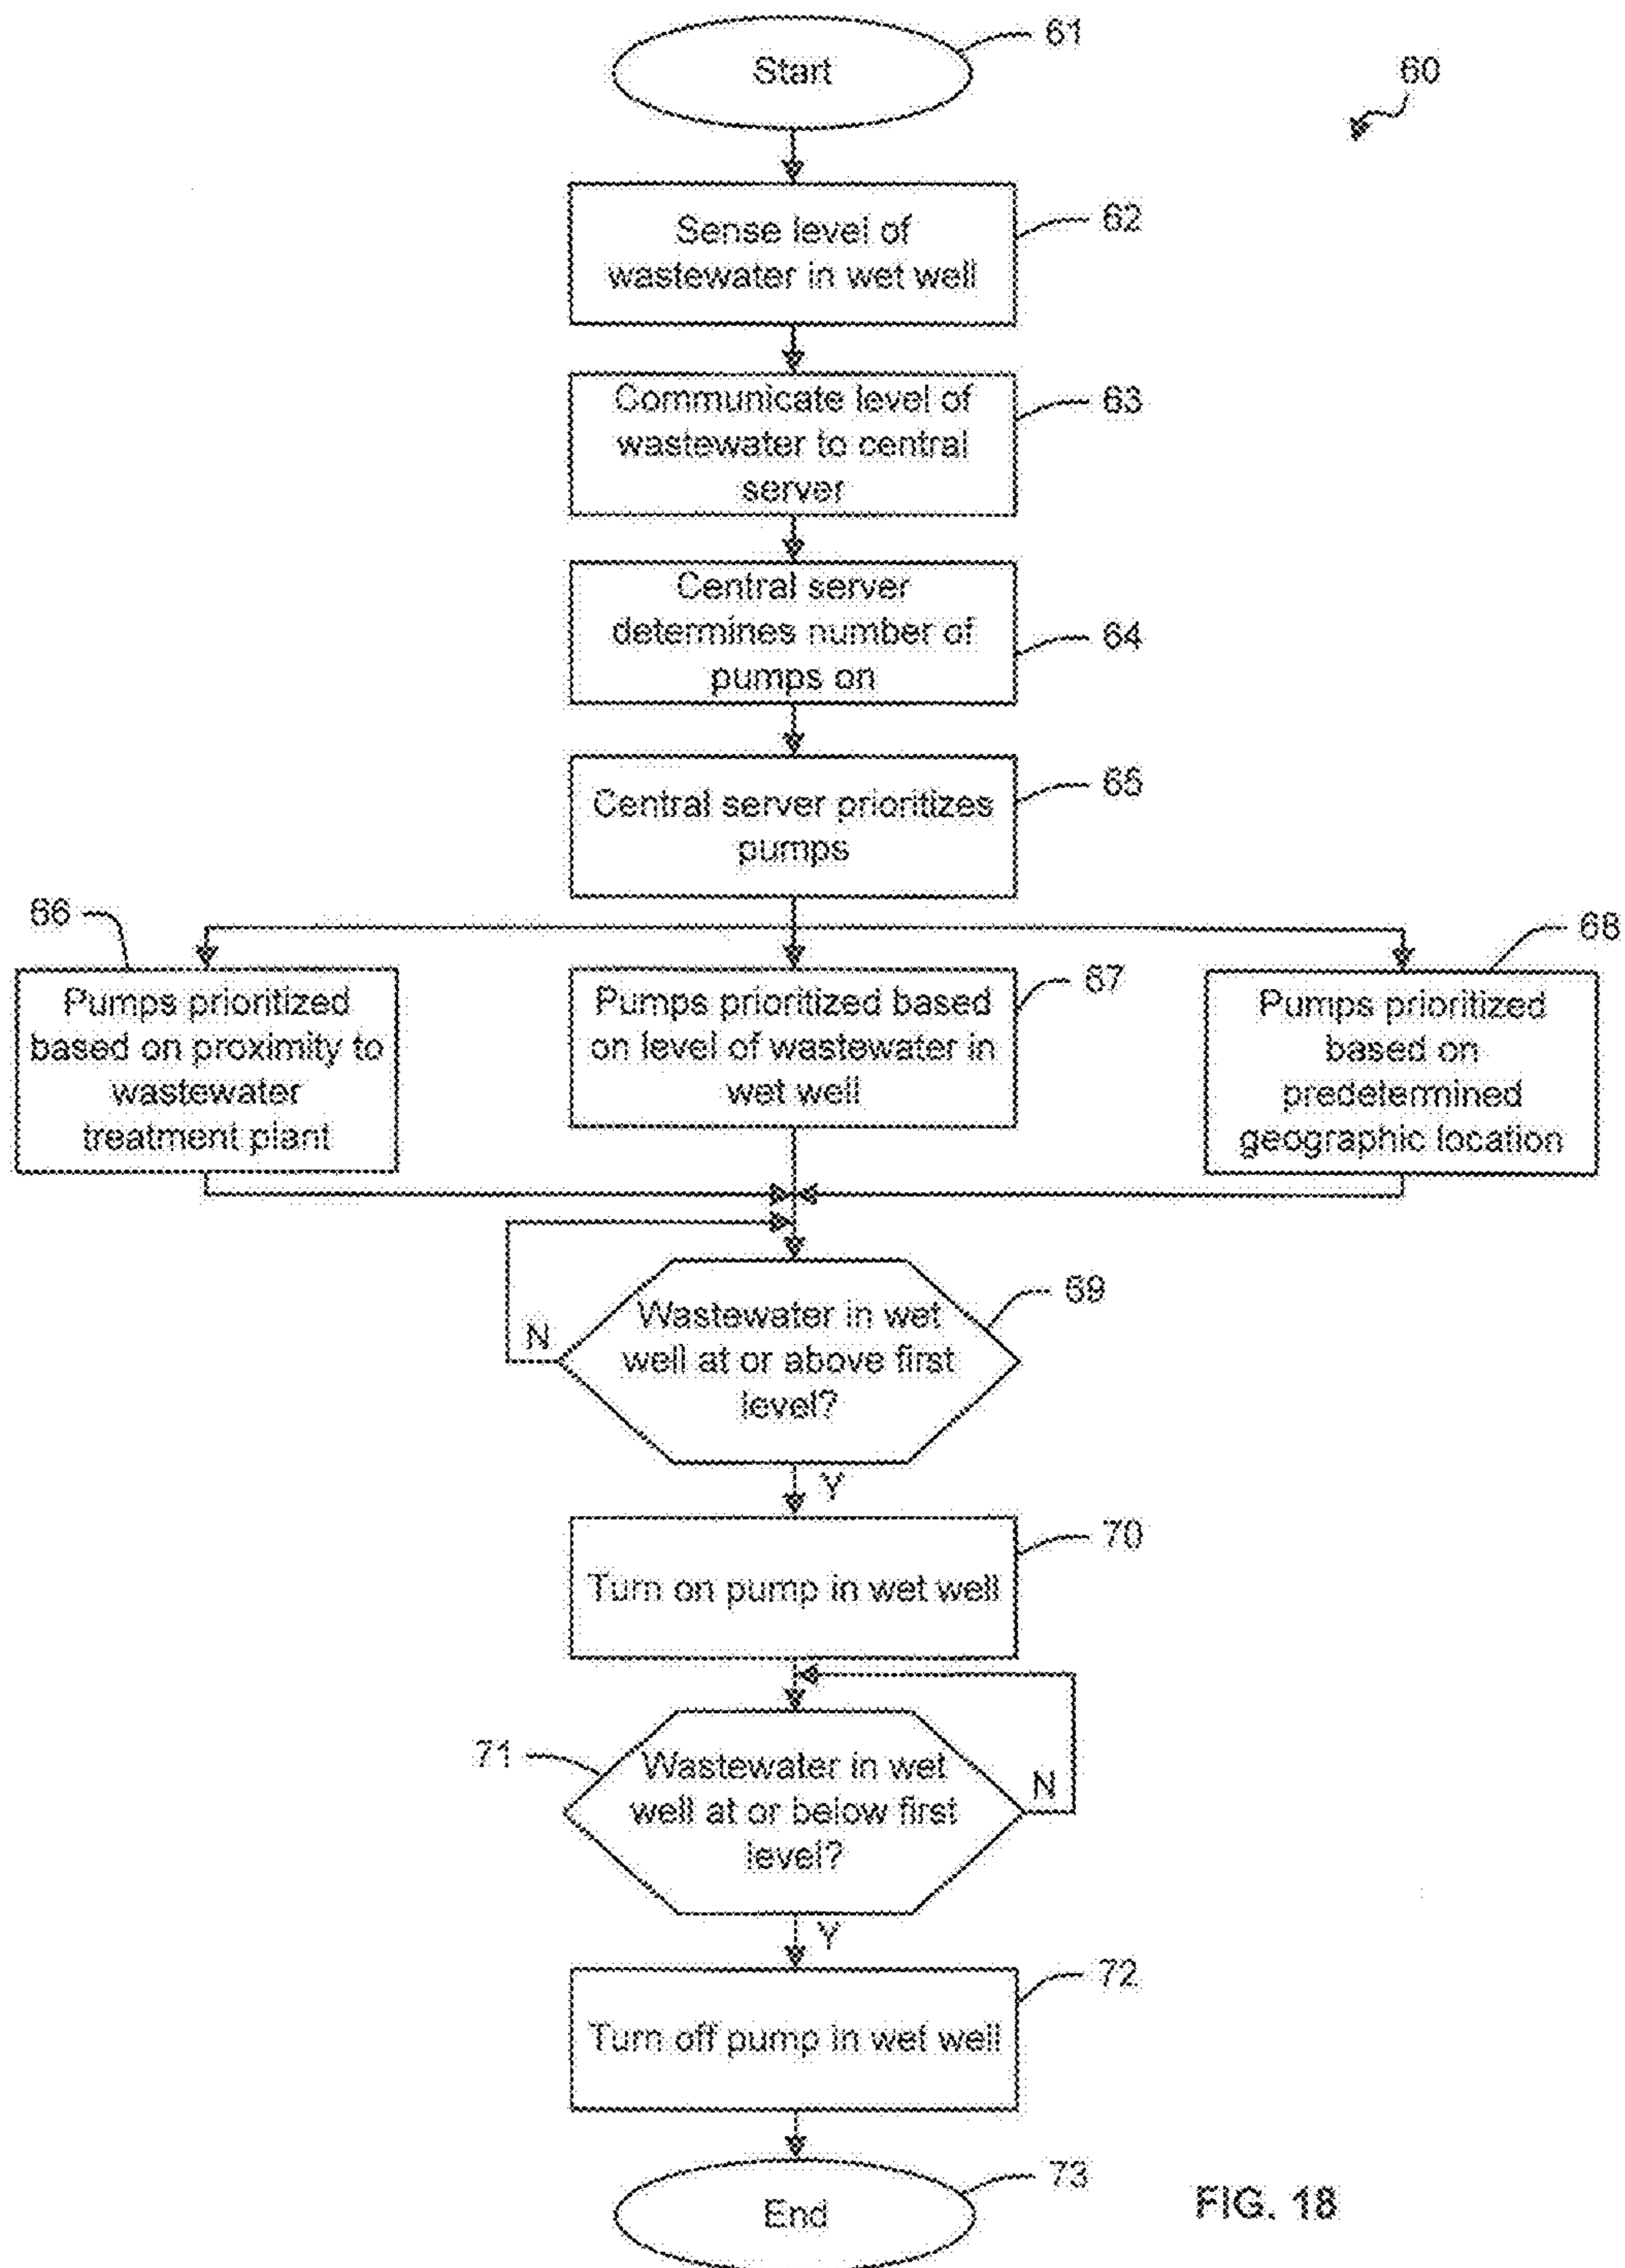 Start
61
60
Sense level of
wastewater in wet well
62
Communicate level of
wastewater to central
server
63
Central server
determines number of
pumps on
64
Central server prioritizes
pumps
65
66
Pumps prioritized
based on proximity to
wastewater
treatment plant
Pumps prioritized based
on level of wastewater in
wet well
67
68
Pumps prioritized
based on
predetermined
geographic location
Wastewater in wet
well at or above first
level?
69
N
Y
Turn on pump in wet well
70
71
Wastewater in wet
well at or below first
level?
N
Y
Turn off pump in wet well
72
End
73
FIG. 18